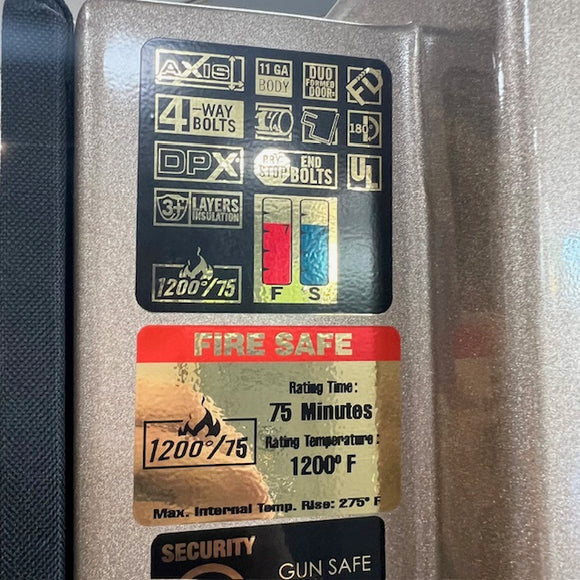 AXIS
11 GA
BODY
DUO
FORMED
DOOR
FD
4-WAY
BOLTS
180°
DPX
PRY
STOP
END
BOLTS
UL
3+ LAYERS
INSULATION
1200°/75
F S
FIRE SAFE
Rating Time:
75 Minutes
Rating Temperature:
1200° F
1200°/75
Max. Internal Temp. Rise: 275° F
SECURITY
GUN SAFE